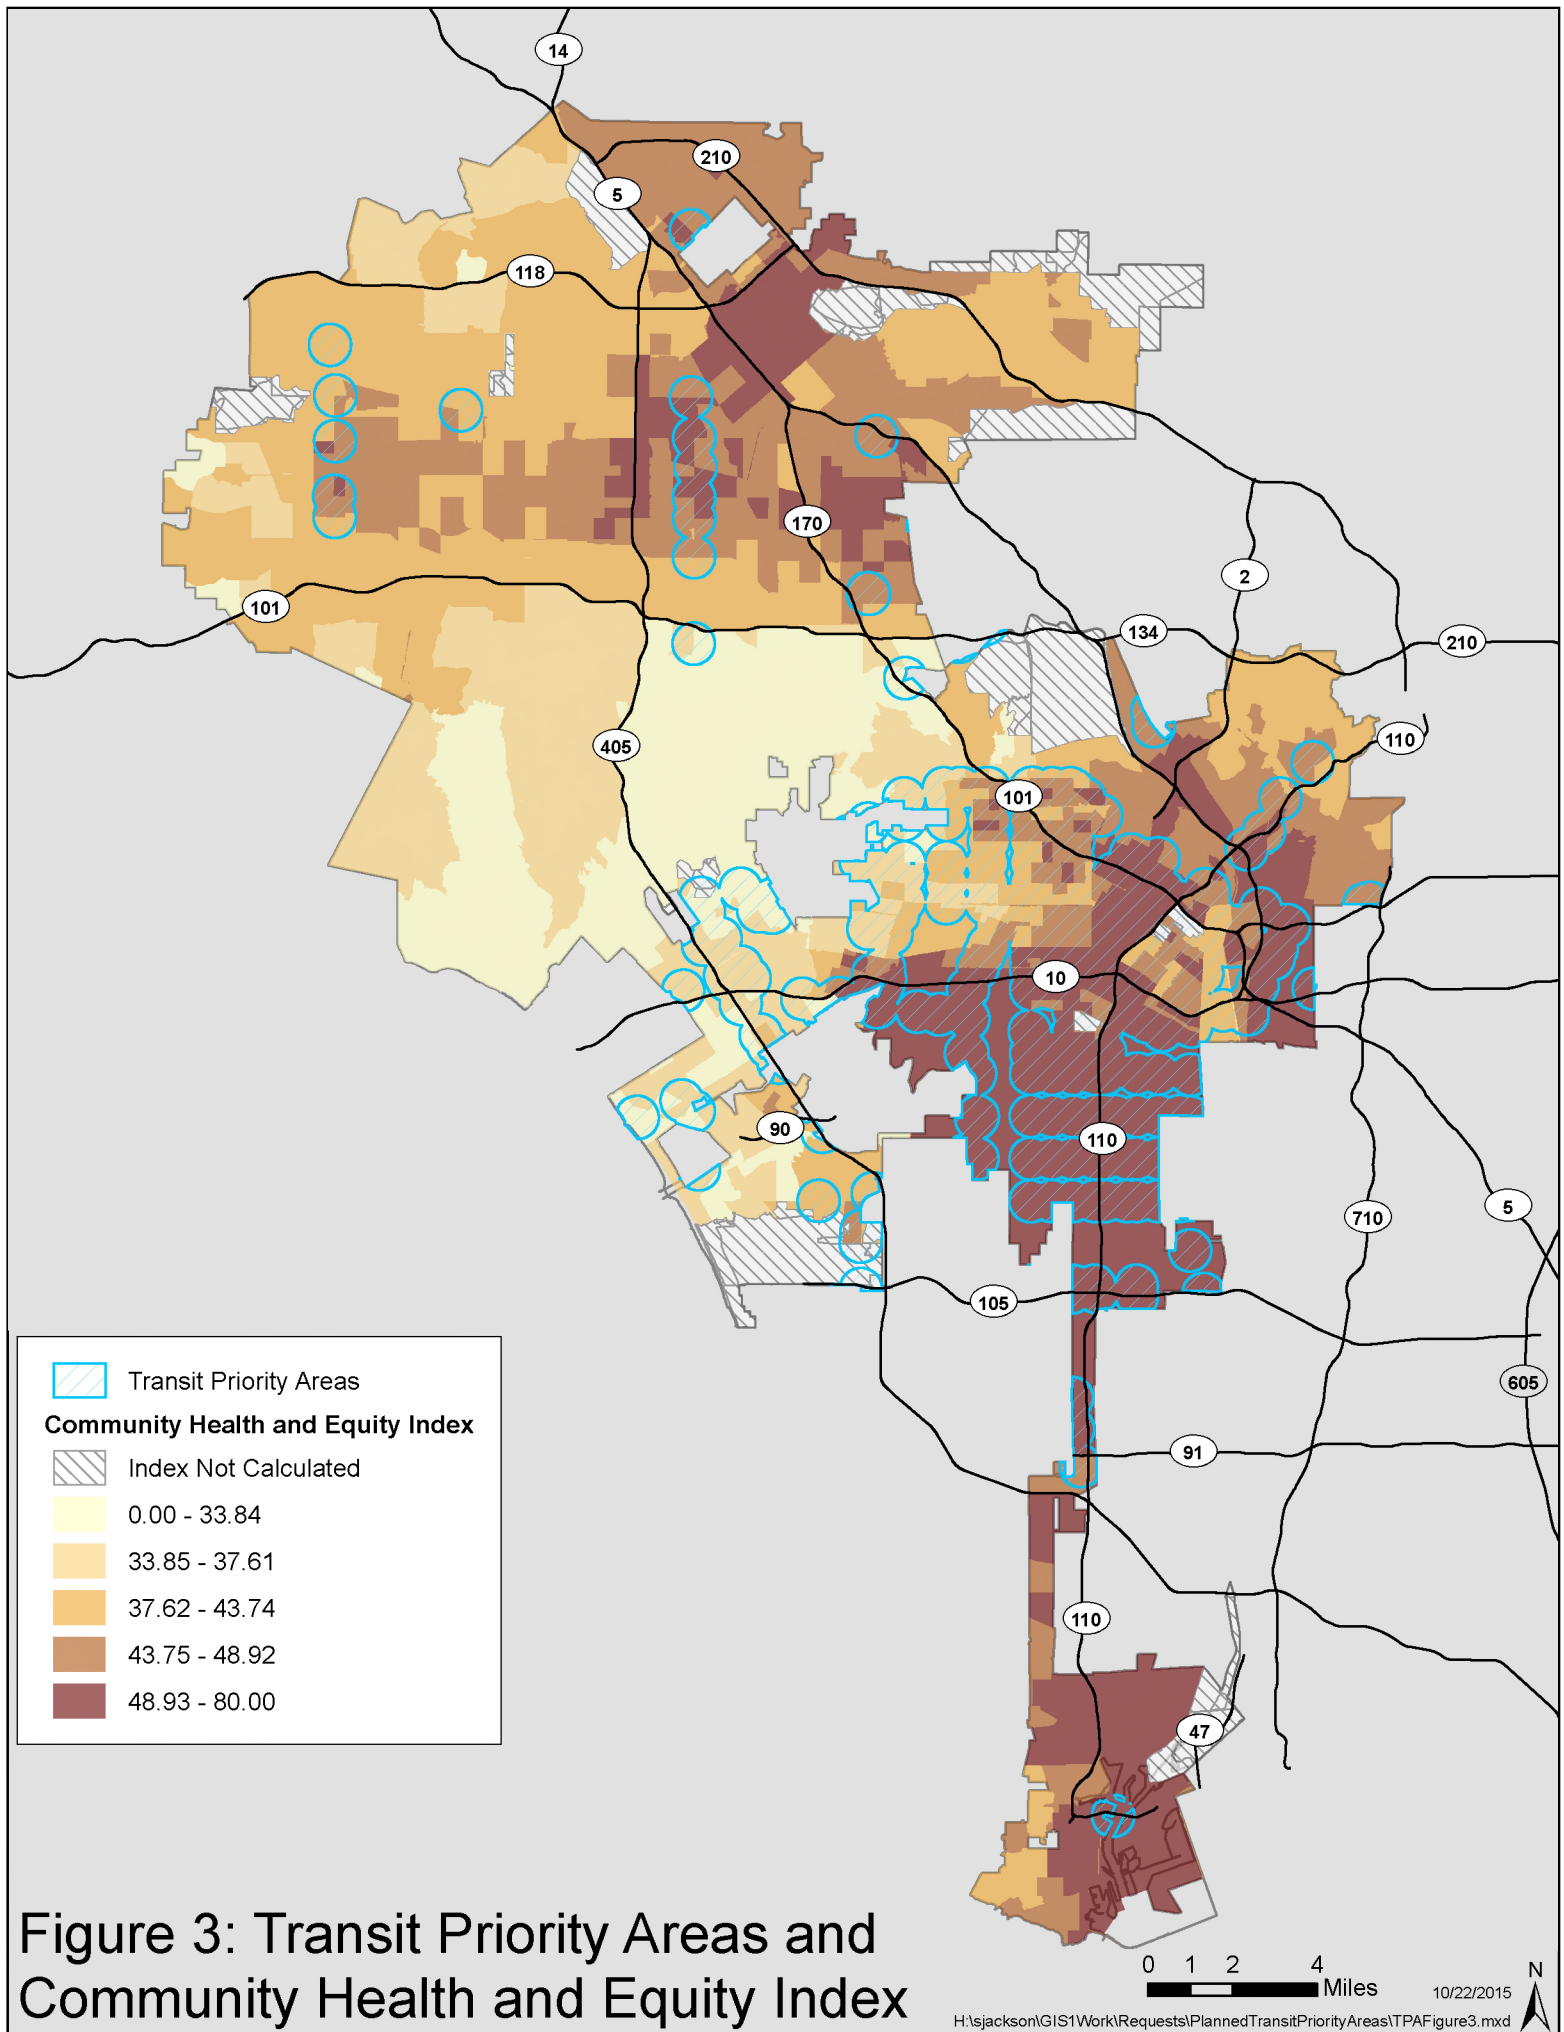 14
210
5
118
170
2
101
134
210
405
110
101
10
90
110
5
710
105
605
91
110
47
Transit Priority Areas
Community Health and Equity Index
Index Not Calculated
0.00 - 33.84
33.85 - 37.61
37.62 - 43.74
43.75 - 48.92
48.93 - 80.00
Figure 3: Transit Priority Areas and
Community Health and Equity Index
0 1 2 4
Miles
10/22/2015
N
H:\sjackson\GIS1Work\Requests\PlannedTransitPriorityAreas\TPAFigure3.mxd